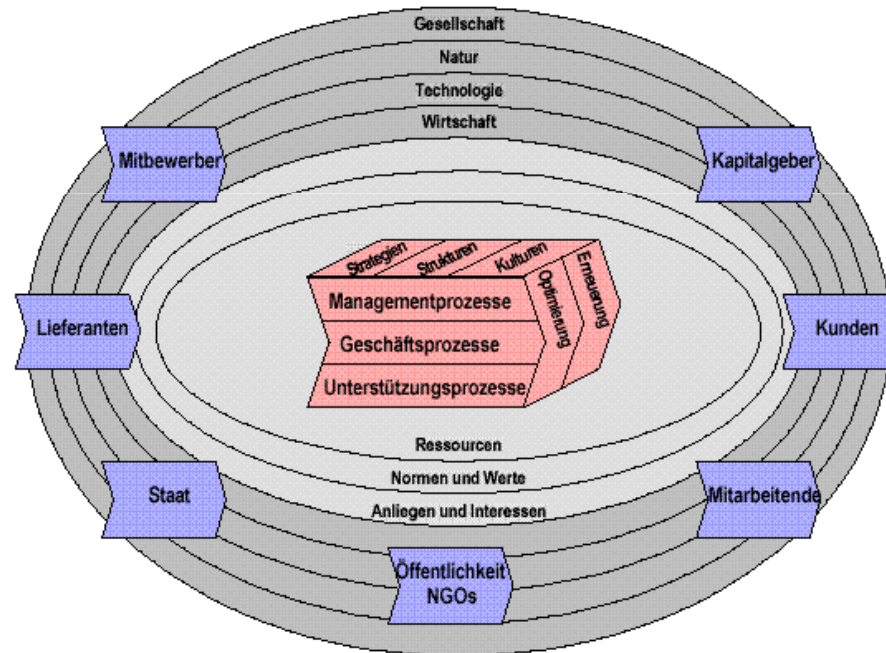 Gesellschaft
Natur
Technologie
Wirtschaft
Mitbewerber
Kapitalgeber
Strategien
Strukturen
Kulturen
Managementprozesse
Geschäftsprozesse
Unterstützungsprozesse
Optimierung
Erneuerung
Lieferanten
Kunden
Ressourcen
Normen und Werte
Anliegen und Interessen
Staat
Mitarbeitende
Öffentlichkeit
NGOs